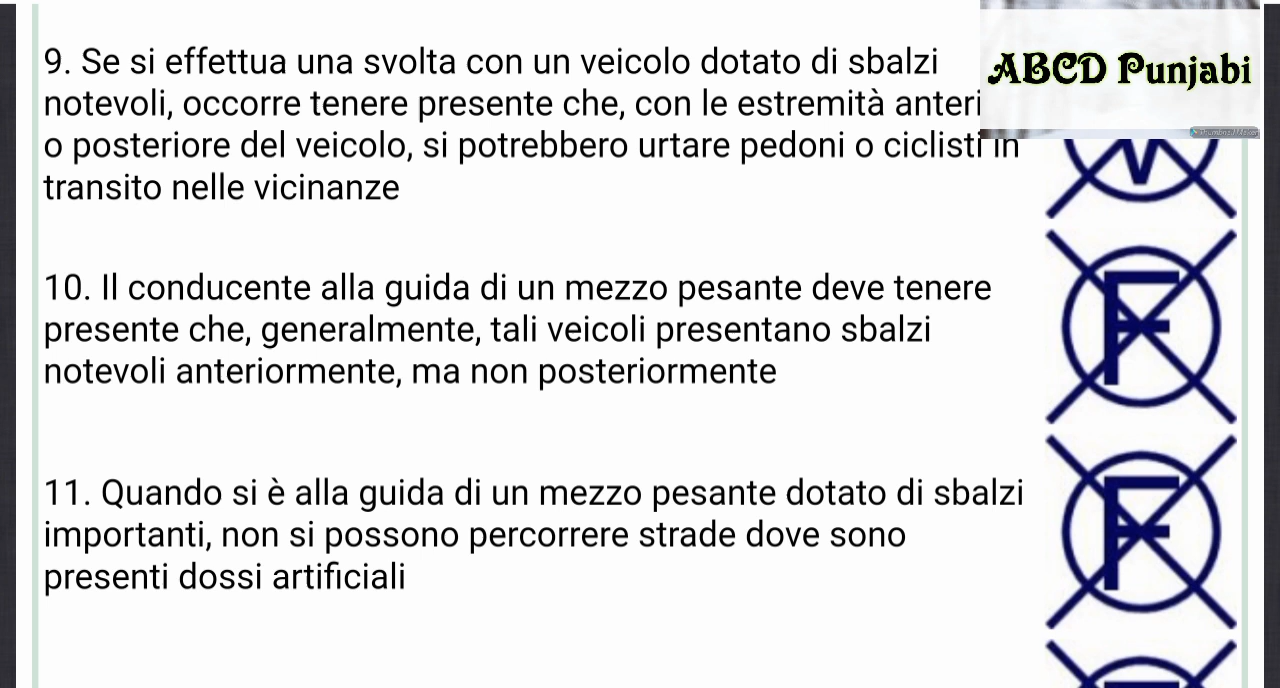 ABCD Punjabi
ThumbnailMaker
9. Se si effettua una svolta con un veicolo dotato di sbalzi
notevoli, occorre tenere presente che, con le estremità anteri
o posteriore del veicolo, si potrebbero urtare pedoni o ciclisti in
transito nelle vicinanze
V
10. Il conducente alla guida di un mezzo pesante deve tenere
presente che, generalmente, tali veicoli presentano sbalzi
notevoli anteriormente, ma non posteriormente
F
11. Quando si è alla guida di un mezzo pesante dotato di sbalzi
importanti, non si possono percorrere strade dove sono
presenti dossi artificiali
F